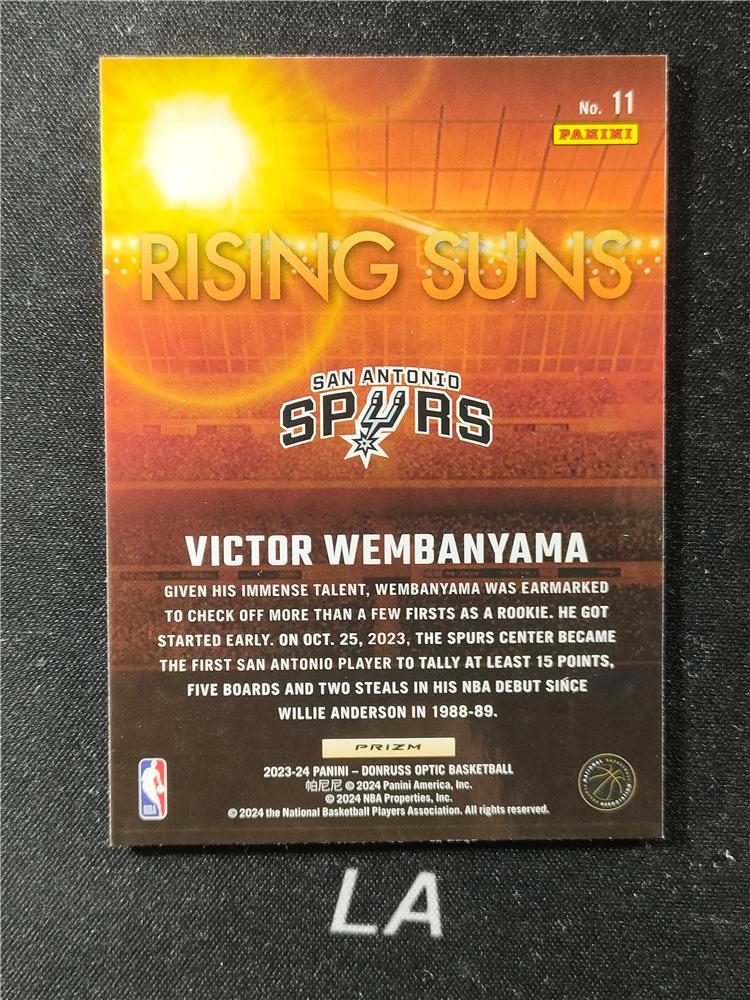 No. 11
PANINI
RISING SUNS
SAN ANTONIO
SPURS
VICTOR WEMBANYAMA
GIVEN HIS IMMENSE TALENT, WEMBANYAMA WAS EARMARKED
TO CHECK OFF MORE THAN A FEW FIRSTS AS A ROOKIE. HE GOT
STARTED EARLY. ON OCT. 25, 2023, THE SPURS CENTER BECAME
THE FIRST SAN ANTONIO PLAYER TO TALLY AT LEAST 15 POINTS,
FIVE BOARDS AND TWO STEALS IN HIS NBA DEBUT SINCE
WILLIE ANDERSON IN 1988-89.
PRIZM
2023-24 PANINI – DONRUSS OPTIC BASKETBALL
帕尼尼 © 2024 Panini America, Inc.
© 2024 NBA Properties, Inc.
© 2024 the National Basketball Players Association. All rights reserved.
NBA
LA